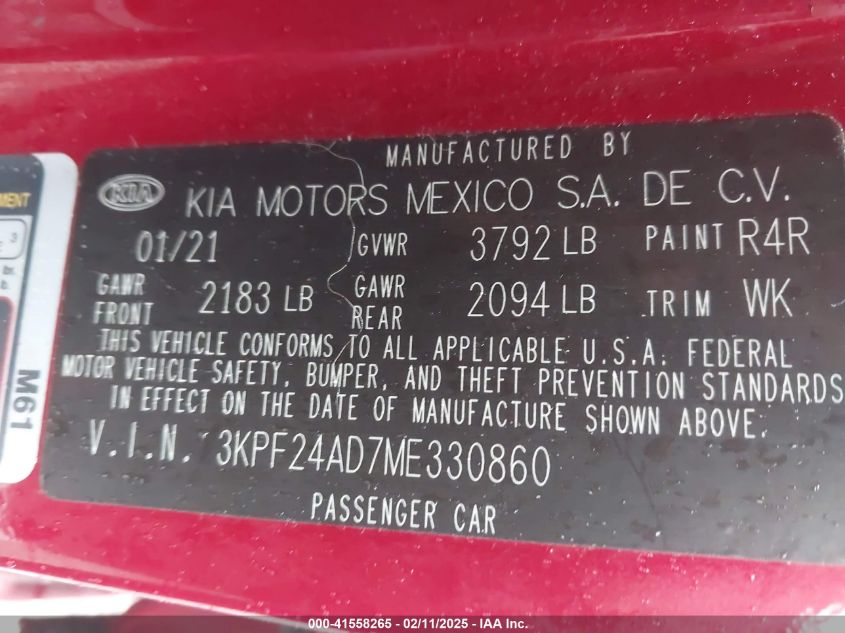 MANUFACTURED BY
KIA KIA MOTORS MEXICO S.A. DE C.V.
01/21 GVWR 3792 LB PAINT R4R
GAWR FRONT 2183 LB GAWR REAR 2094 LB TRIM WK
THIS VEHICLE CONFORMS TO ALL APPLICABLE U.S.A. FEDERAL
MOTOR VEHICLE SAFETY, BUMPER, AND THEFT PREVENTION STANDARDS
IN EFFECT ON THE DATE OF MANUFACTURE SHOWN ABOVE.
V.I.N. 3KPF24AD7ME330860
PASSENGER CAR
M61
000-41558265 - 02/11/2025 - IAA Inc.